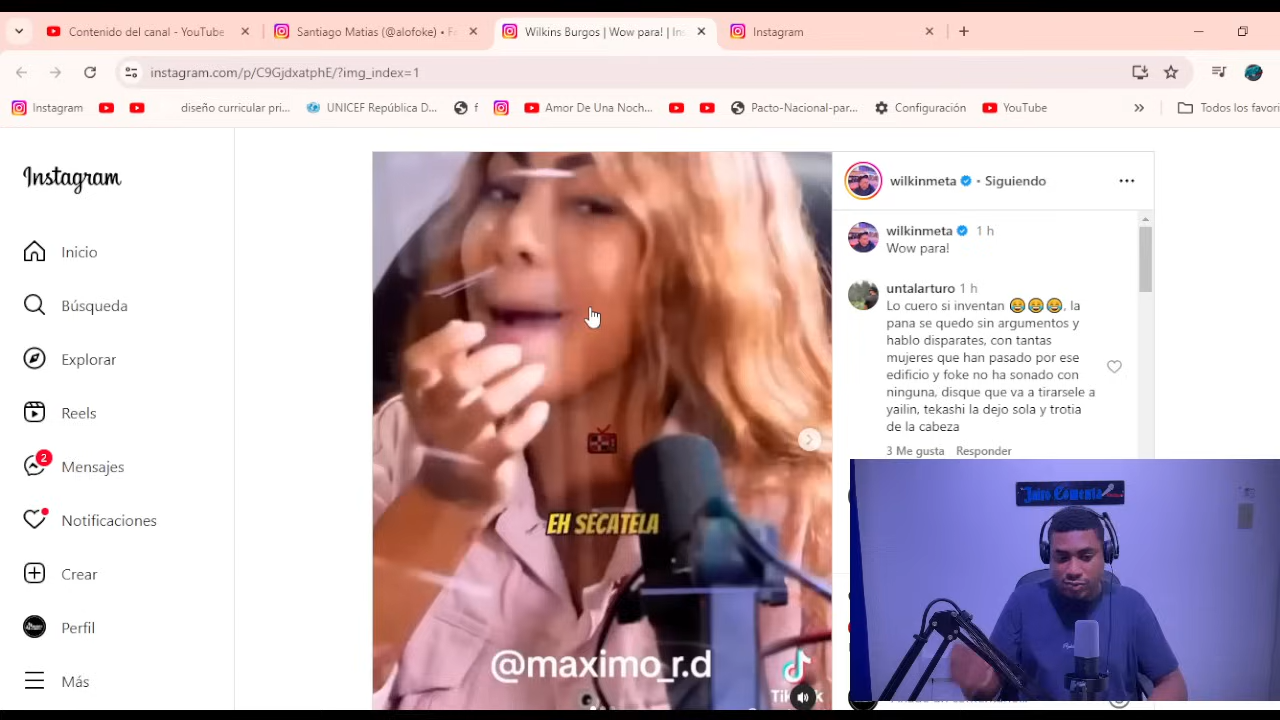 Contenido del canal - YouTube
Santiago Matias (@alofoke) • F
Wilkins Burgos | Wow para! | Ins
Instagram
instagram.com/p/C9GjdxatphE/?img_index=1
Instagram
diseño curricular pri...
UNICEF República D...
f
Amor De Una Noch...
Pacto-Nacional-par...
Configuración
YouTube
»
Todos los favori
Instagram
Inicio
Búsqueda
Explorar
Reels
2
Mensajes
Notificaciones
Crear
Perfil
Más
EH SECATELA
@maximo_r.d
wilkinmeta • Siguiendo
wilkinmeta 1 h
Wow para!
untalarturo 1 h
Lo cuero si inventan 😂😂😂, la
pana se quedo sin argumentos y
hablo disparates, con tantas
mujeres que han pasado por ese
edificio y foke no ha sonado con
ninguna, disque que va a tirarsele a
yailin, tekashi la dejo sola y trotia
de la cabeza
3 Me gusta Responder
Jairo Comenta